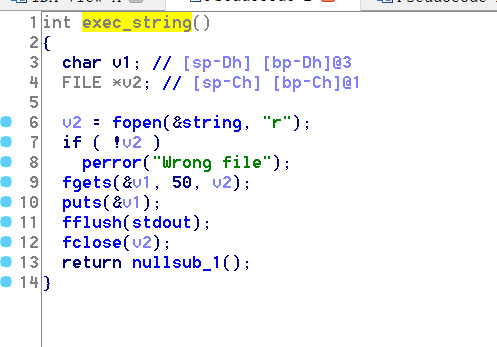 1 int exec_string()
2 {
3   char v1; // [sp-Dh] [bp-Dh]@3
4   FILE *v2; // [sp-Ch] [bp-Ch]@1
5
6   v2 = fopen(&string, "r");
7   if ( !v2 )
8     perror("Wrong file");
9   fgets(&v1, 50, v2);
10   puts(&v1);
11   fflush(stdout);
12   fclose(v2);
13   return nullsub_1();
14 }